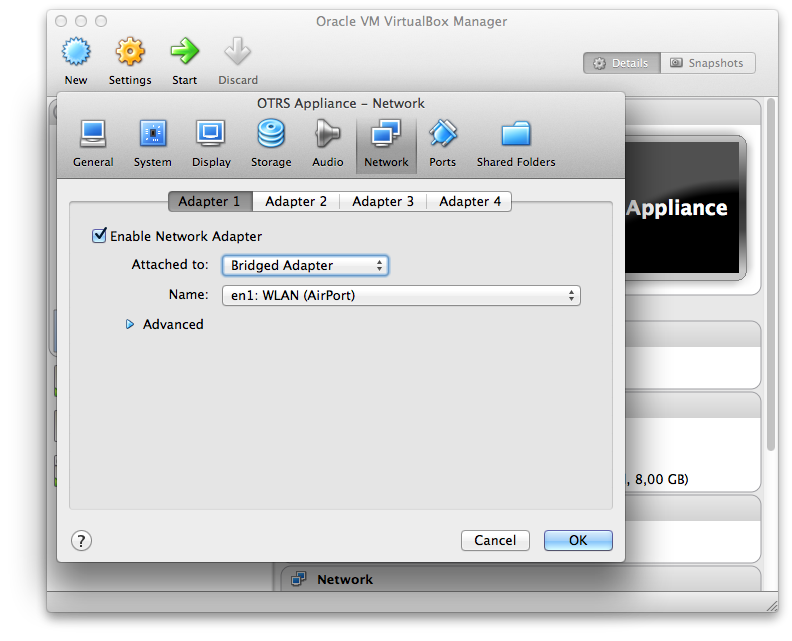 Oracle VM VirtualBox Manager
New
Settings
Start
Discard
Details
Snapshots
OTRS Appliance – Network
General
System
Display
Storage
Audio
Network
Ports
Shared Folders
Adapter 1
Adapter 2
Adapter 3
Adapter 4
Appliance
Enable Network Adapter
Attached to:
Bridged Adapter
Name:
en1: WLAN (AirPort)
Advanced
, 8,00 GB)
?
Cancel
OK
Network